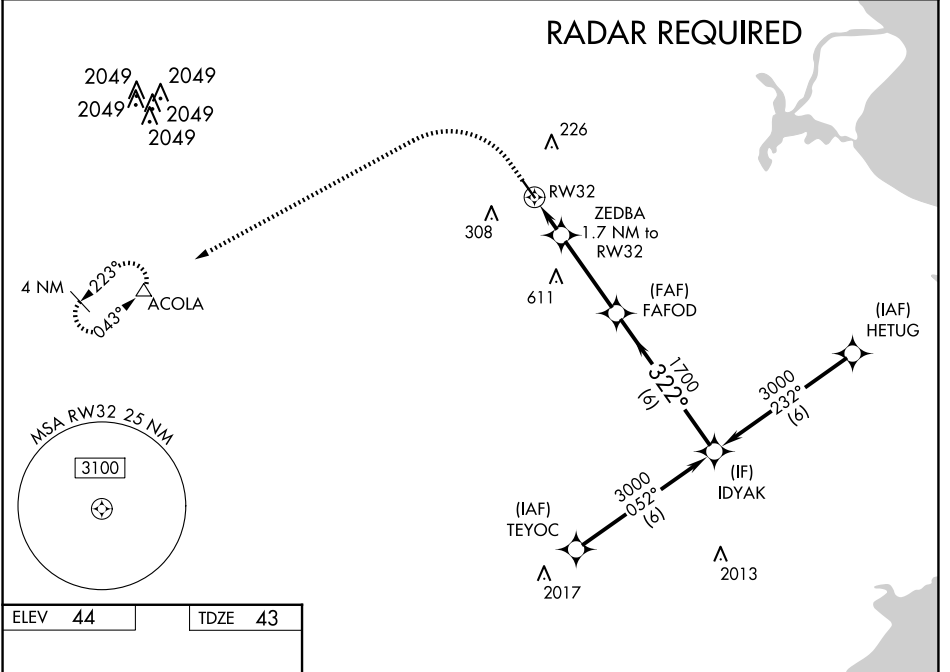 RADAR REQUIRED
2049
2049
2049
2049
2049
226
RW32
308
ZEDBA
1.7 NM to
RW32
611
4 NM
223°
043°
ACOLA
(FAF)
FAFOD
(IAF)
HETUG
1700
322°
(6)
3000
232°
(6)
MSA RW32 25 NM
3100
(IF)
IDYAK
3000
052°
(6)
(IAF)
TEYOC
2017
2013
ELEV 44
TDZE 43